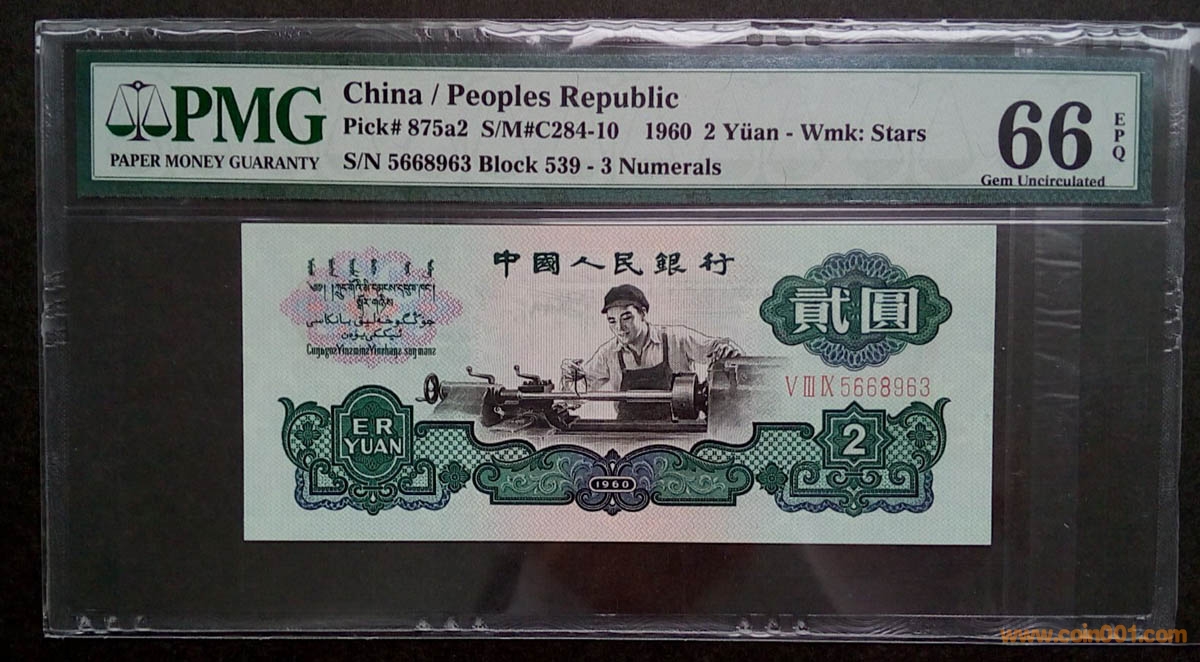 PMG
PAPER MONEY GUARANTY
China / Peoples Republic
Pick# 875a2 S/M#C284-10 1960 2 Yüan - Wmk: Stars
S/N 5668963 Block 539 - 3 Numerals
66
EPQ
Gem Uncirculated
中國人民銀行
貳圓
V III IX 5668963
ER
YUAN
2
1960
www.coin001.com